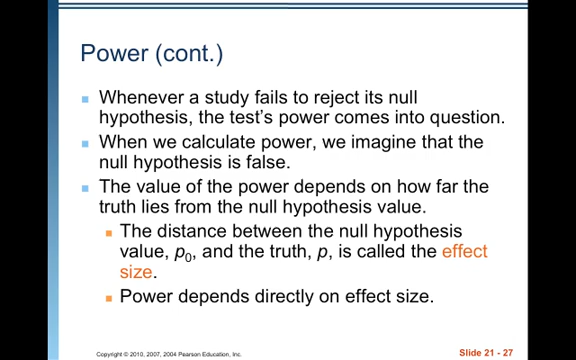 Power (cont.)
Whenever a study fails to reject its null
hypothesis, the test's power comes into question.
When we calculate power, we imagine that the
null hypothesis is false.
The value of the power depends on how far the
truth lies from the null hypothesis value.
The distance between the null hypothesis
value, p0, and the truth, p, is called the effect
size.
Power depends directly on effect size.
Copyright © 2010, 2007, 2004 Pearson Education, Inc.
Slide 21 - 27